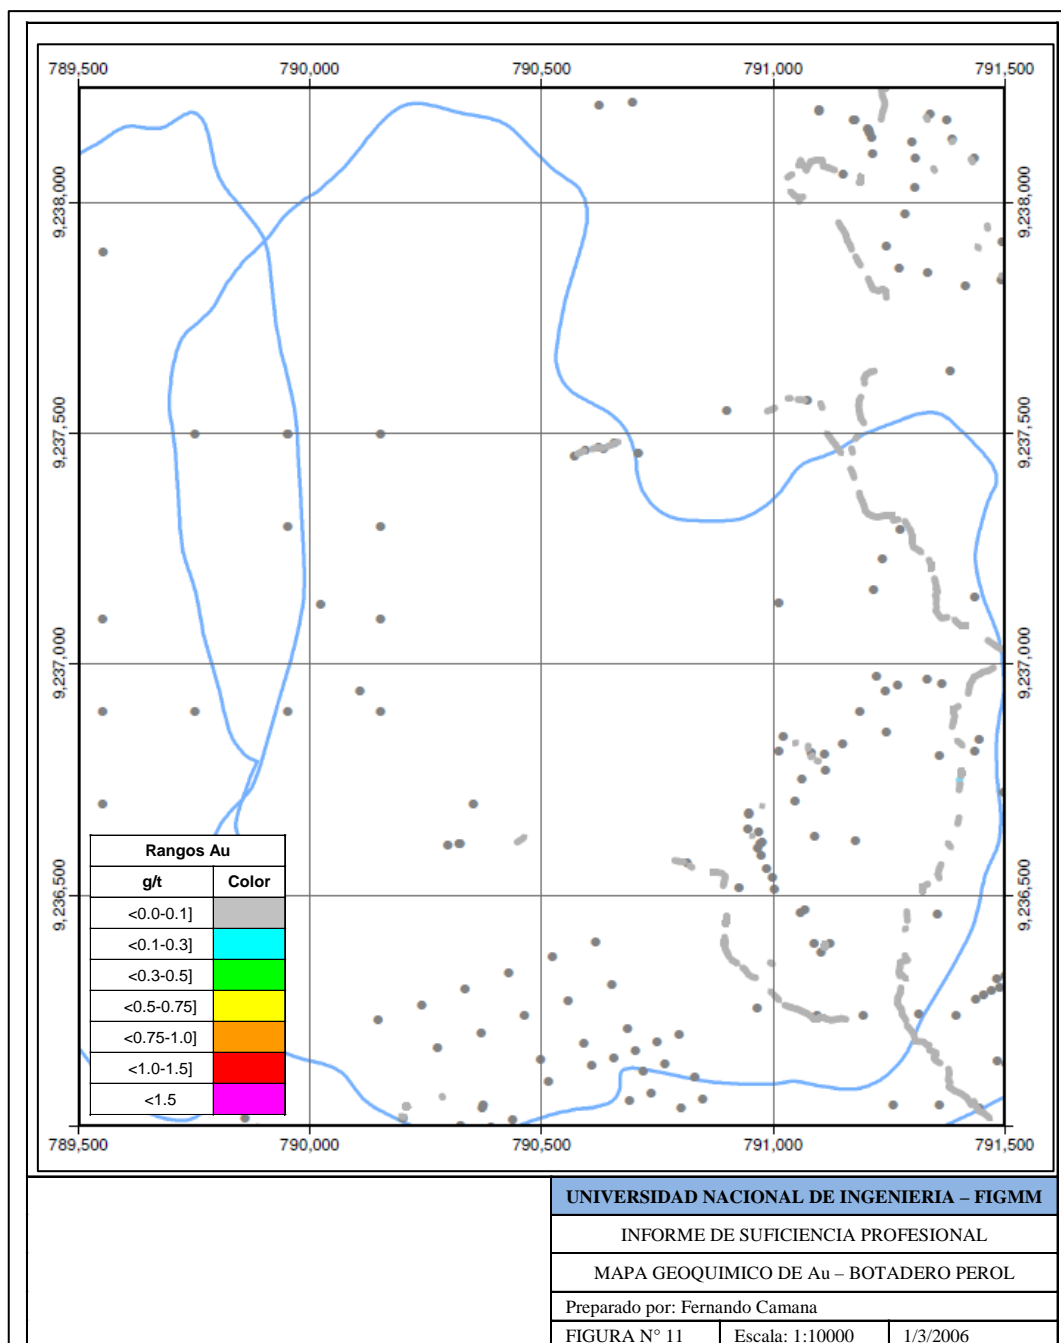 789,500 790,000 790,500 791,000 791,500
9,238,000 9,238,000
9,237,500 9,237,500
9,237,000 9,237,000
9,236,500 9,236,500
Rangos Au
g/t Color
<0.0-0.1]
<0.1-0.3]
<0.3-0.5]
<0.5-0.75]
<0.75-1.0]
<1.0-1.5]
<1.5
789,500 790,000 790,500 791,000 791,500
UNIVERSIDAD NACIONAL DE INGENIERIA – FIGMM
INFORME DE SUFICIENCIA PROFESIONAL
MAPA GEOQUIMICO DE Au – BOTADERO PEROL
Preparado por: Fernando Camana
FIGURA N° 11 Escala: 1:10000 1/3/2006